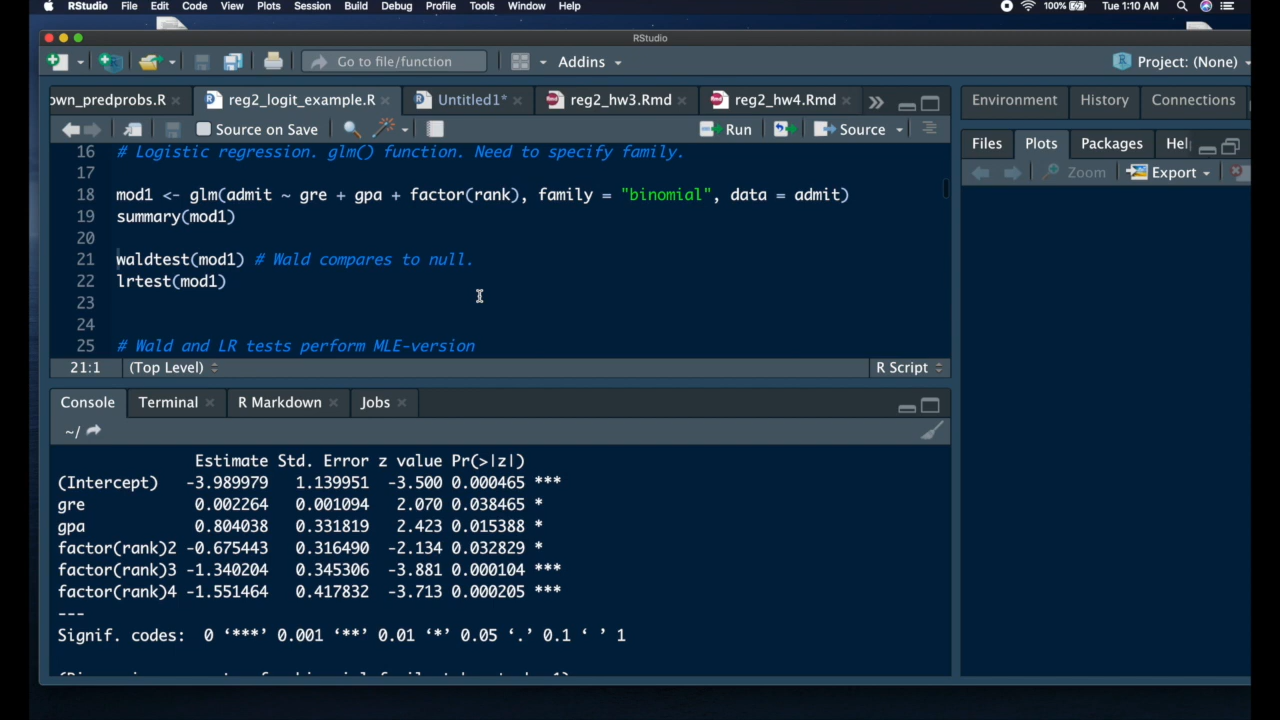 RStudio File Edit Code View Plots Session Build Debug Profile Tools Window Help 100% Tue 1:10 AM
RStudio
Go to file/function Addins Project: (None)
own_predprobs.R reg2_logit_example.R Untitled1* reg2_hw3.Rmd reg2_hw4.Rmd
Environment History Connections
Source on Save Run Source
Files Plots Packages Hel
Zoom Export
16 # Logistic regression. glm() function. Need to specify family.
17
18 mod1 <- glm(admit ~ gre + gpa + factor(rank), family = "binomial", data = admit)
19 summary(mod1)
20
21 waldtest(mod1) # Wald compares to null.
22 lrtest(mod1)
23
24
25 # Wald and LR tests perform MLE-version
21:1 (Top Level) R Script
Console Terminal R Markdown Jobs
~/
Estimate Std. Error z value Pr(>|z|)
(Intercept) -3.989979 1.139951 -3.500 0.000465 ***
gre 0.002264 0.001094 2.070 0.038465 *
gpa 0.804038 0.331819 2.423 0.015388 *
factor(rank)2 -0.675443 0.316490 -2.134 0.032829 *
factor(rank)3 -1.340204 0.345306 -3.881 0.000104 ***
factor(rank)4 -1.551464 0.417832 -3.713 0.000205 ***
---
Signif. codes: 0 ‘***’ 0.001 ‘**’ 0.01 ‘*’ 0.05 ‘.’ 0.1 ‘ ’ 1